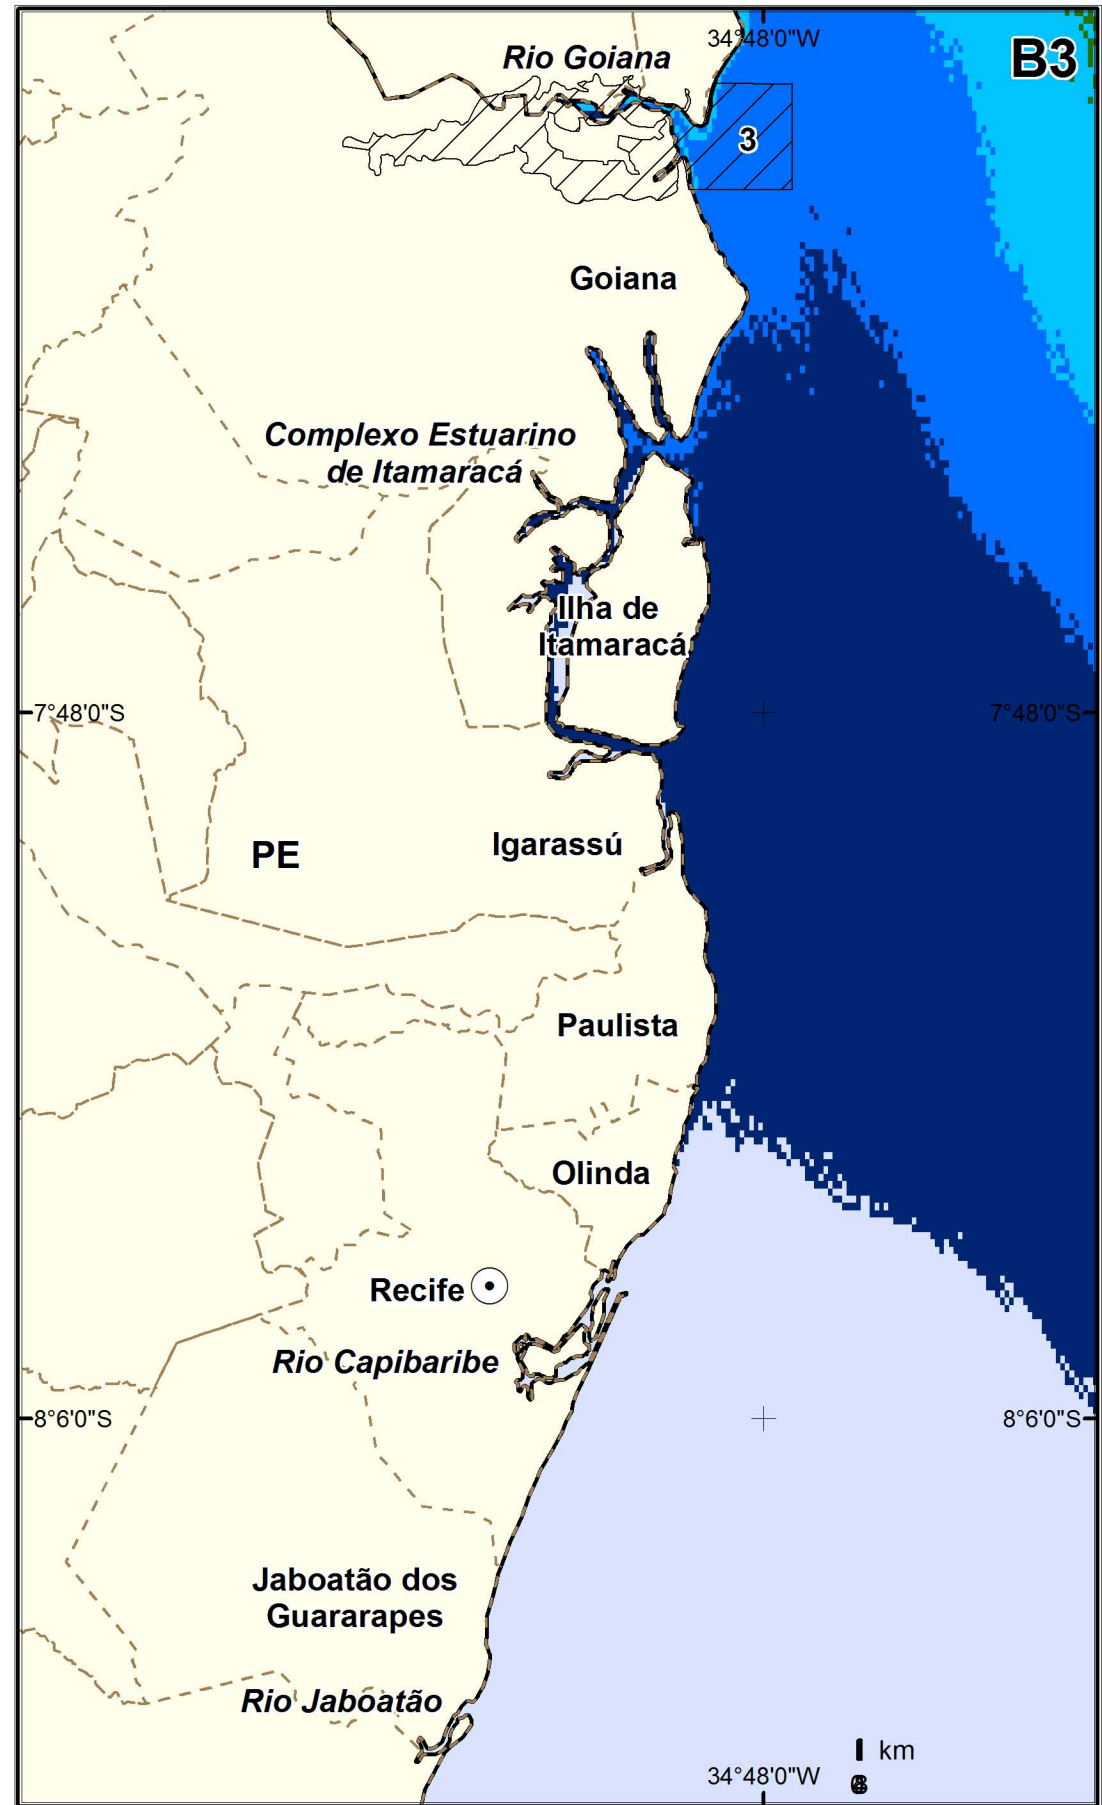 34°48'0"W
B3
Rio Goiana
3
Goiana
Complexo Estuarino
de Itamaracá
Ilha de
Itamaracá
7°48'0"S
7°48'0"S
Igarassú
PE
Paulista
Olinda
Recife
Rio Capibaribe
8°6'0"S
8°6'0"S
Jaboatão dos
Guararapes
Rio Jaboatão
km
34°48'0"W